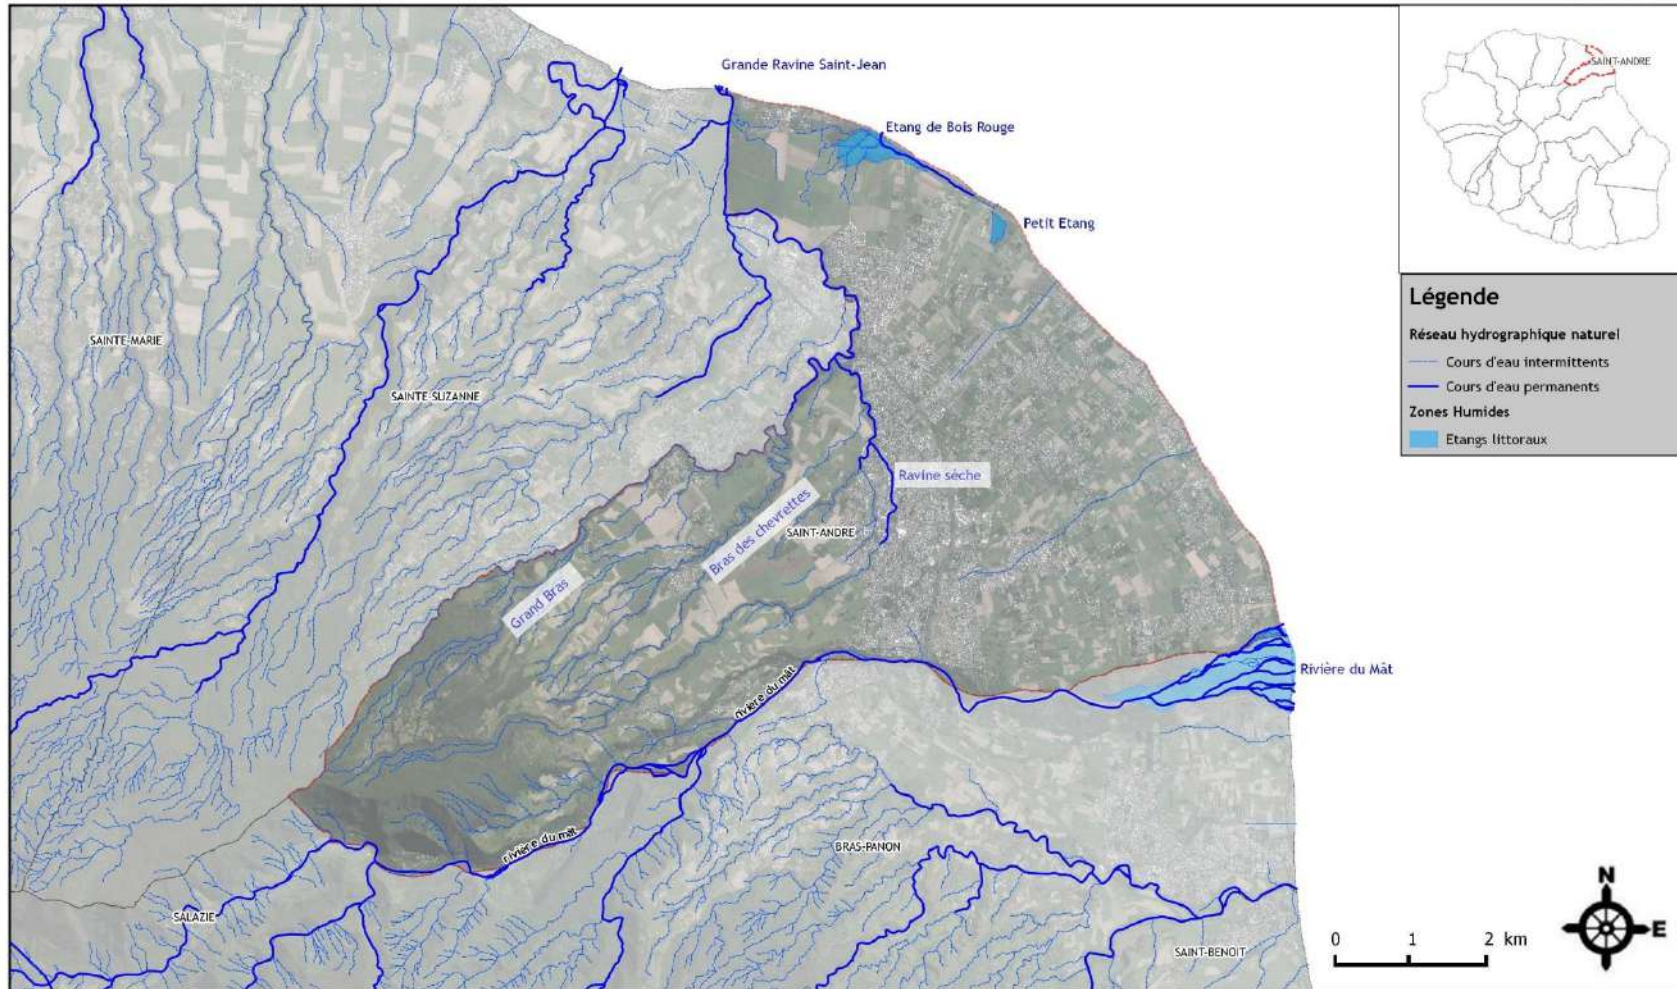 Grande Ravine Saint-Jean
Etang de Bois Rouge
Petit Etang
SAINTE-MARIE
SAINTE-SUZANNE
Ravine sèche
Bras des chevrettes
SAINT-ANDRE
Grand Bras
Rivière du Mât
rivière du mât
rivière du mât
BRAS-PANON
SALAZIE
SAINT-BENOIT
SAINT-ANDRE
Légende
Réseau hydrographique naturel
Cours d'eau intermittents
Cours d'eau permanents
Zones Humides
Etangs littoraux
N
E
0 1 2 km